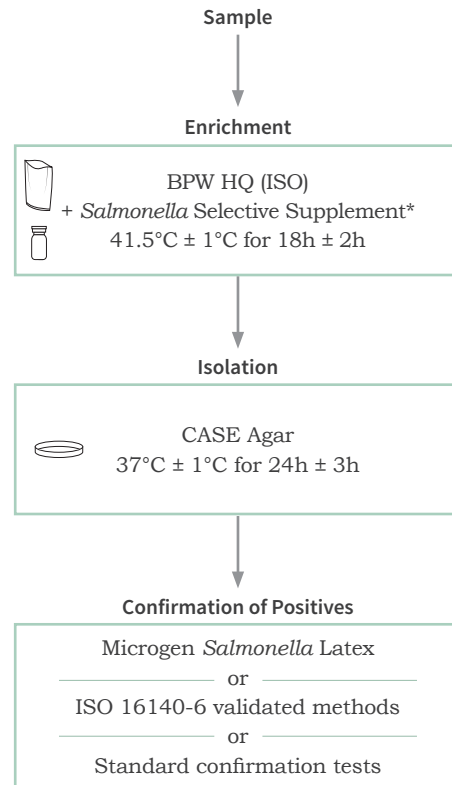 Sample
Enrichment
BPW HQ (ISO)
+ Salmonella Selective Supplement*
41.5°C ± 1°C for 18h ± 2h
Isolation
CASE Agar
37°C ± 1°C for 24h ± 3h
Confirmation of Positives
Microgen Salmonella Latex
or
ISO 16140-6 validated methods
or
Standard confirmation tests